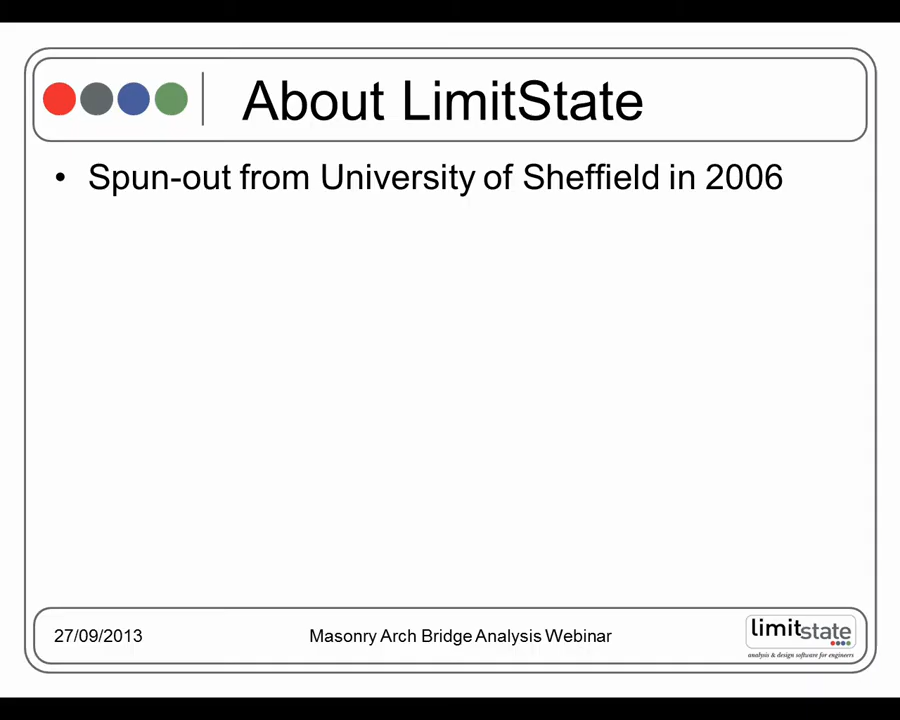 About LimitState
• Spun-out from University of Sheffield in 2006
27/09/2013
Masonry Arch Bridge Analysis Webinar
limitstate
analysis & design software for engineers